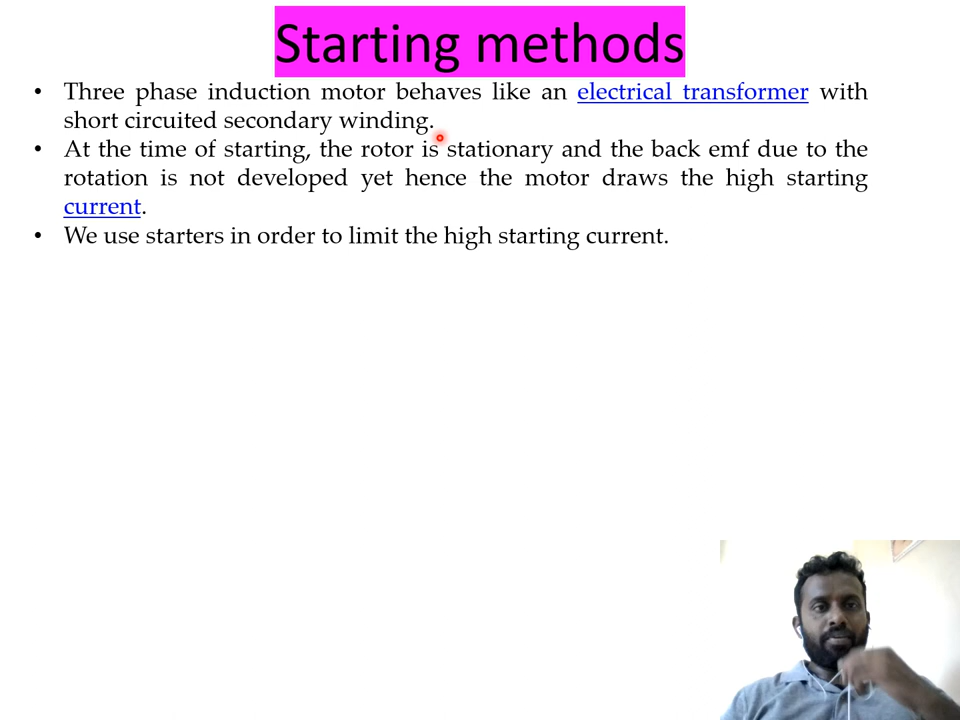 Starting methods
• Three phase induction motor behaves like an electrical transformer with
short circuited secondary winding.
• At the time of starting, the rotor is stationary and the back emf due to the
rotation is not developed yet hence the motor draws the high starting
current.
• We use starters in order to limit the high starting current.